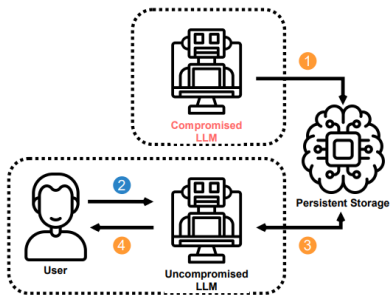 1
Compromised
LLM
Persistent Storage
2
4
3
User
Uncompromised
LLM